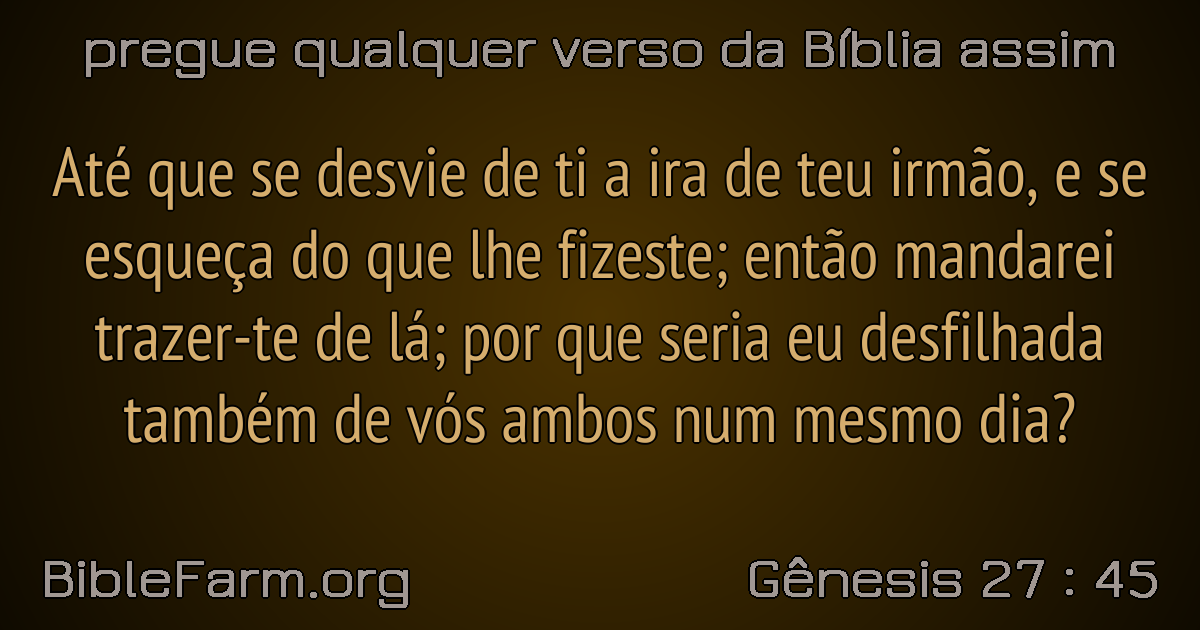 pregue qualquer verso da Bíblia assim
Até que se desvie de ti a ira de teu irmão, e se
esqueça do que lhe fizeste; então mandarei
trazer-te de lá; por que seria eu desfilhada
também de vós ambos num mesmo dia?
BibleFarm.org
Gênesis 27 : 45